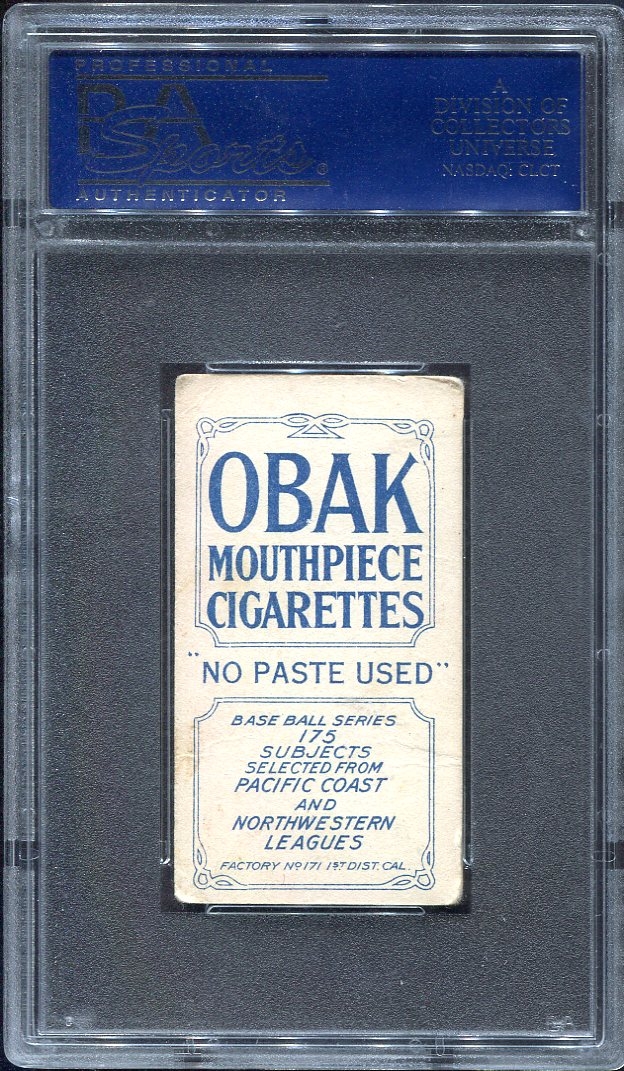 PROFESSIONAL
PSA
Sports®
AUTHENTICATOR
A
DIVISION OF
COLLECTORS
UNIVERSE
NASDAQ: CLCT
OBAK
MOUTHPIECE
CIGARETTES
"NO PASTE USED"
BASE BALL SERIES
175
SUBJECTS
SELECTED FROM
PACIFIC COAST
AND
NORTHWESTERN
LEAGUES
FACTORY Nº 171 1ST DIST. CAL.